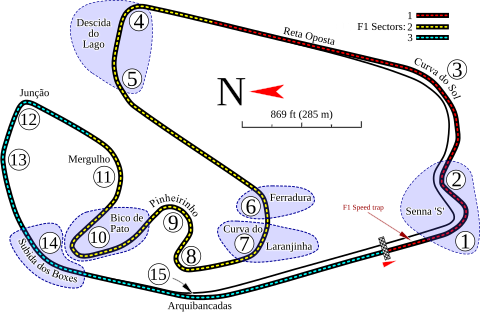 1
F1 Sectors: 2
3
4
Descida
do
Lago
Reta Oposta
3
Curva do Sol
5
N
869 ft (285 m)
Junção
12
13
Mergulho
11
2
Pinheirinho
6
Ferradura
Senna 'S'
F1 Speed trap
Bico de
Pato
9
10
Curva do
7
Laranjinha
1
14
8
Subida dos Boxes
15
Arquibancadas